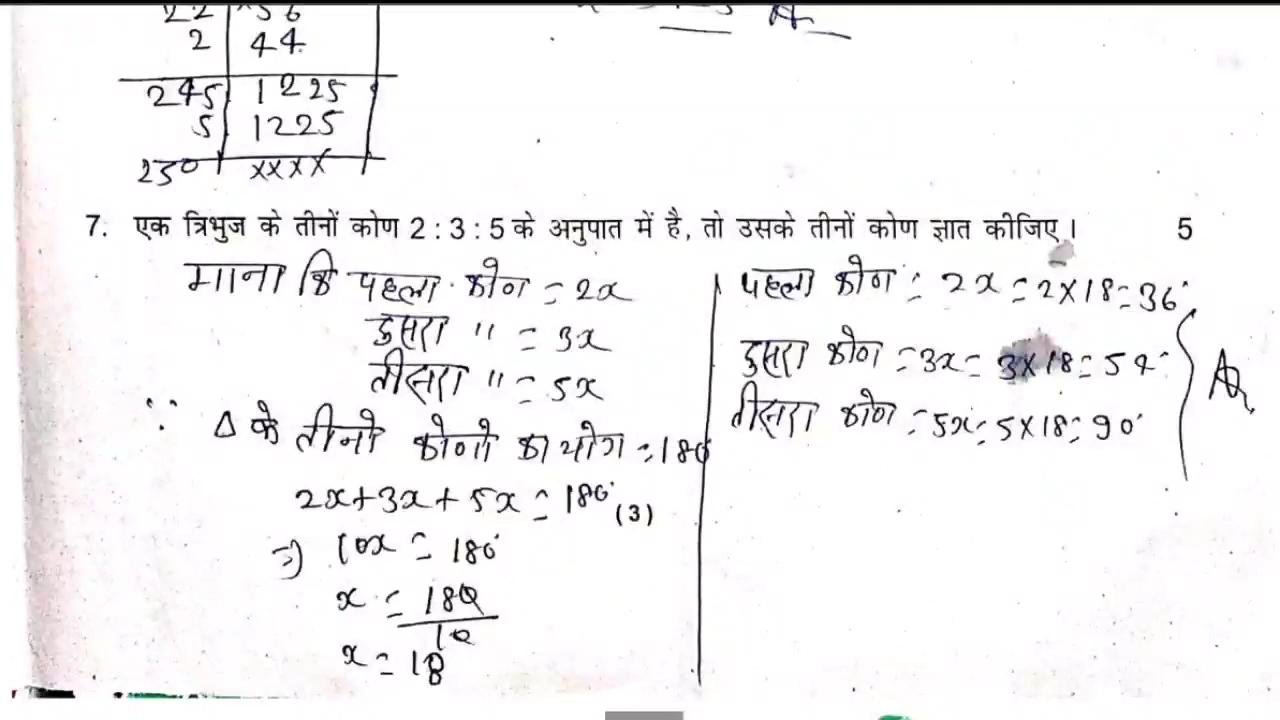 22 | ×56
2 | 44
245 | 1225
5 | 1225
250 | ××××
7. एक त्रिभुज के तीनों कोण 2 : 3 : 5 के अनुपात में है, तो उसके तीनों कोण ज्ञात कीजिए। 5
माना कि पहला कोण = 2x
दुसरा " = 3x
तीसरा " = 5x
∵ Δ के तीनो कोणो का योग = 180°
2x+3x+5x = 180°
(3)
=) 10x = 180°
x = 180
10
x = 18
पहला कोण = 2x = 2×18 = 36°
दुसरा कोण = 3x = 3×18 = 54°
तीसरा कोण = 5x = 5×18 = 90°